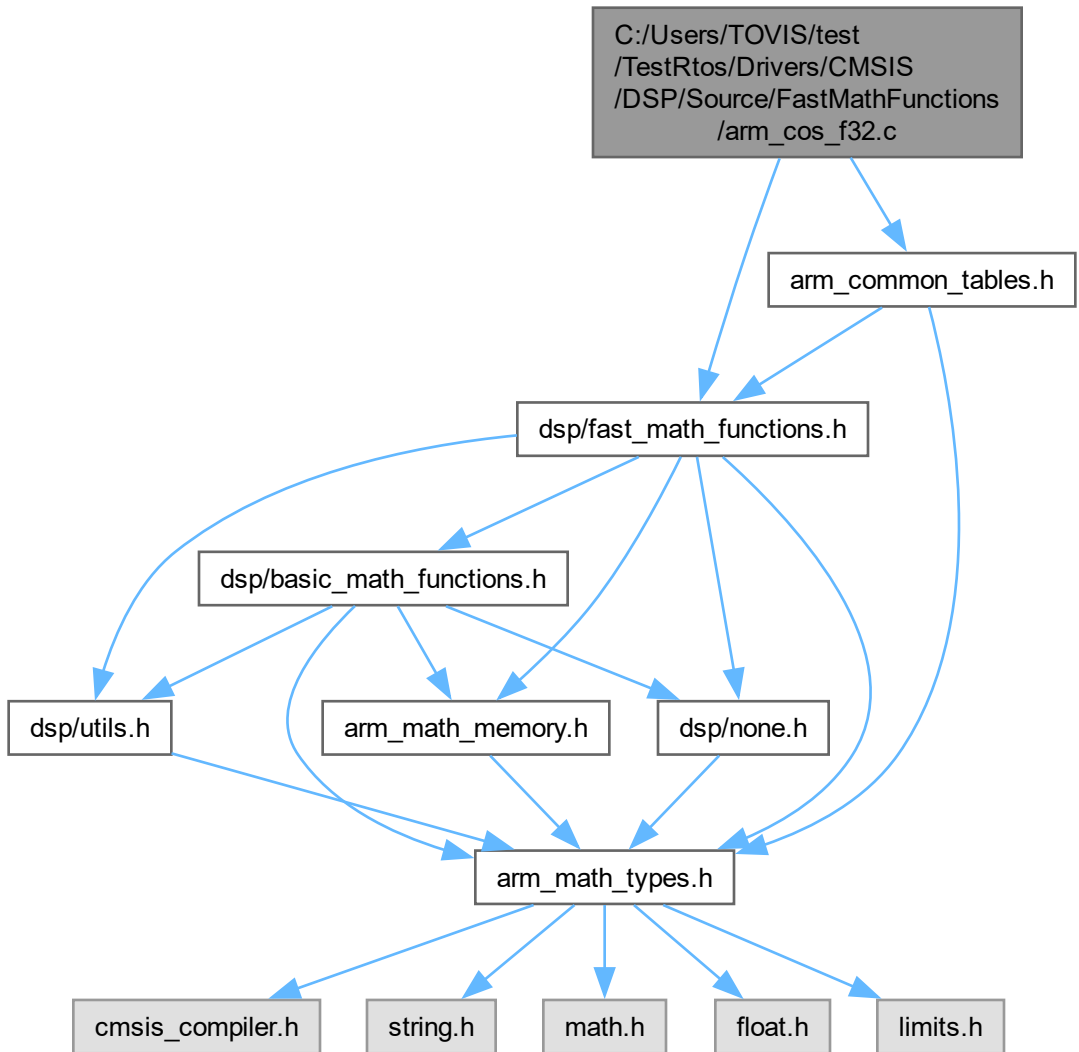 C:/Users/TOVIS/test
/TestRtos/Drivers/CMSIS
/DSP/Source/FastMathFunctions
/arm_cos_f32.c
arm_common_tables.h
dsp/fast_math_functions.h
dsp/basic_math_functions.h
dsp/utils.h
arm_math_memory.h
dsp/none.h
arm_math_types.h
cmsis_compiler.h
string.h
math.h
float.h
limits.h